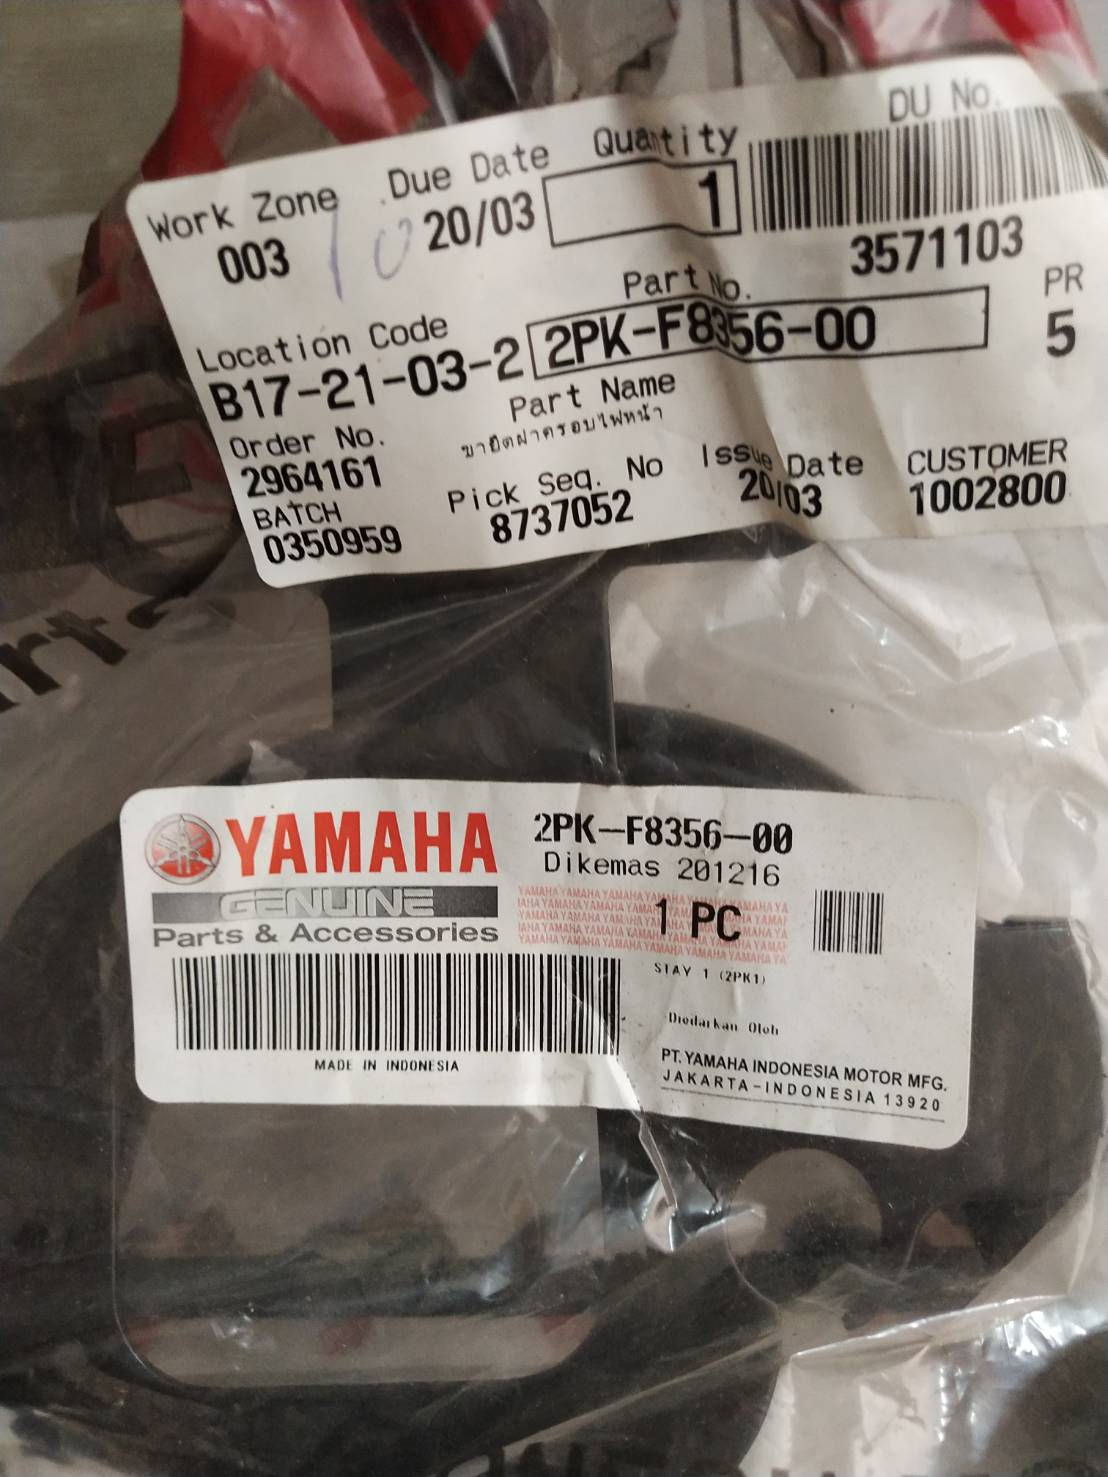 DU No.
Work Zone Due Date Quantity
003 10 20/03 1
3571103
Part No. PR
Location Code 2PK-F8356-00 5
B17-21-03-2
Part Name
Order No. ขายึดฝาครอบไฟหน้า
2964161 Pick Seq. No Issue Date CUSTOMER
BATCH 8737052 20/03 1002800
0350959
YAMAHA
GENUINE
Parts & Accessories
2PK-F8356-00
Dikemas 201216
1 PC
STAY 1 (2PK1)
Diedarkan Oleh
MADE IN INDONESIA
PT. YAMAHA INDONESIA MOTOR MFG.
JAKARTA-INDONESIA 13920